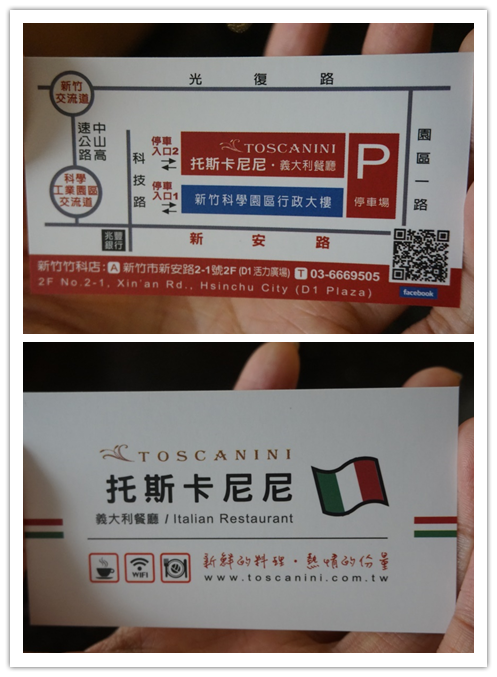 光復路
新竹
交流道
中山高
速公路
科學
工業園區
交流道
科技路
停車
入口2
停車
入口1
TOSCANINI
托斯卡尼尼・義大利餐廳
新竹科學園區行政大樓
P
停車場
園區一路
兆豐
銀行
新安路
新竹竹科店：A 新竹市新安路2-1號2F (D1 活力廣場) T 03-6669505
2F No.2-1, Xin'an Rd., Hsinchu City (D1 Plaza)
facebook
TOSCANINI
托斯卡尼尼
義大利餐廳 / Italian Restaurant
WIFI
新鮮的料理・熱情的份量
www.toscanini.com.tw